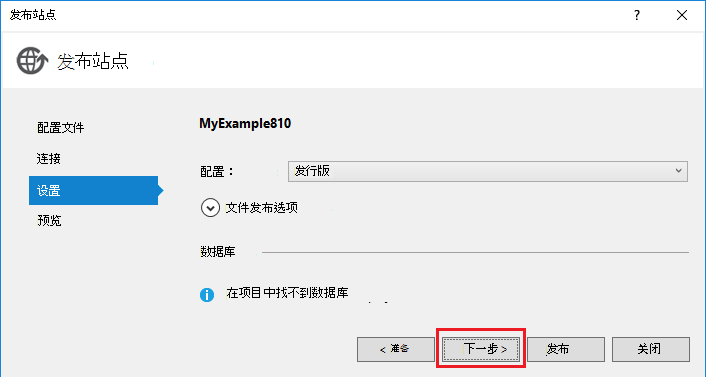 发布站点
?
发布站点
配置文件
连接
设置
预览
MyExample810
配置：
发行版
文件发布选项
数据库
在项目中找不到数据库
< 准备
下一步 >
发布
关闭